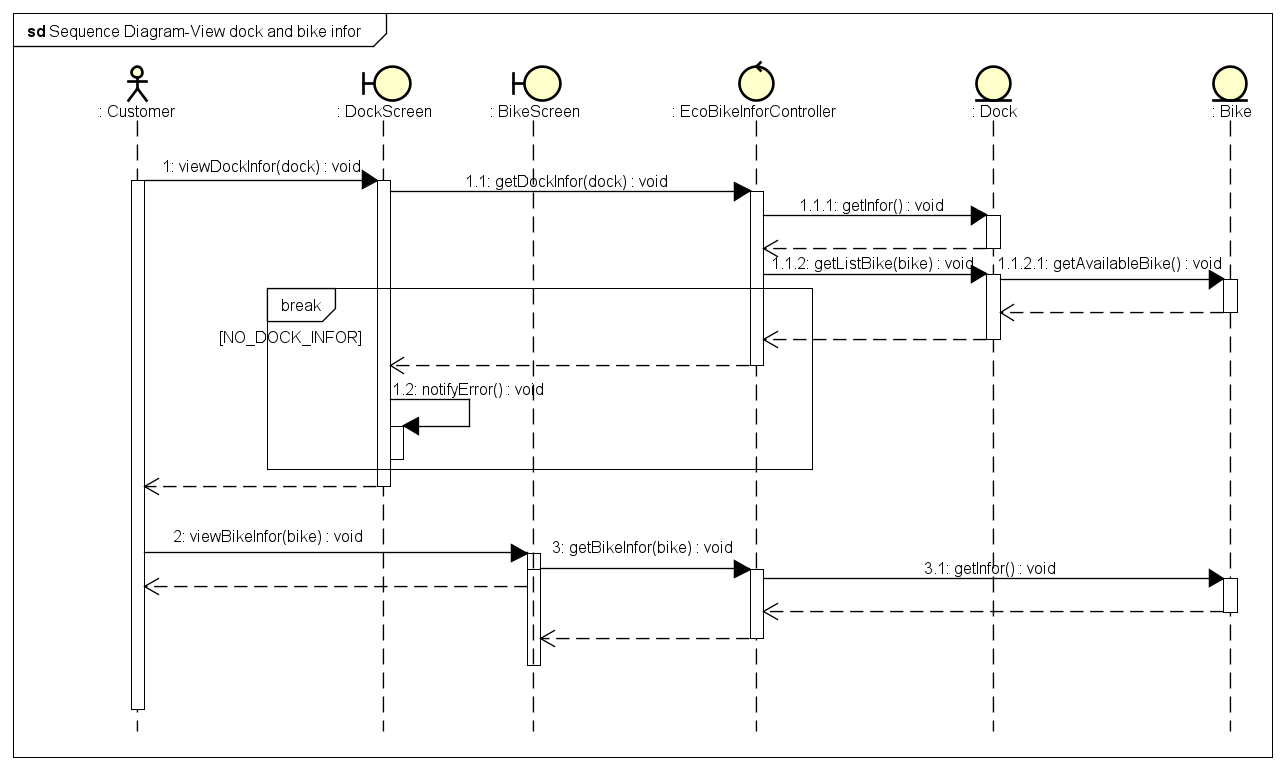 sd Sequence Diagram-View dock and bike infor
: Customer
: DockScreen
: BikeScreen
: EcoBikeInforController
: Dock
: Bike
1: viewDockInfor(dock) : void
1.1: getDockInfor(dock) : void
1.1.1: getInfor() : void
1.1.2: getListBike(bike) : void
1.1.2.1: getAvailableBike() : void
break
[NO_DOCK_INFOR]
1.2: notifyError() : void
2: viewBikeInfor(bike) : void
3: getBikeInfor(bike) : void
3.1: getInfor() : void